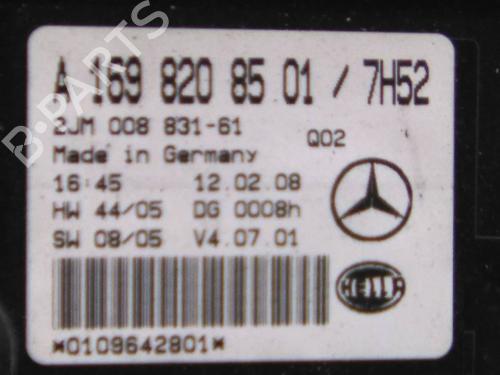 B-PARTS
A 169 820 85 01 / 7H52
2JM 008 831-61
Q02
Made in Germany
16:45 12.02.08
HW 44/05 DG 0008h
SW 08/05 V4.07.01
HELLA
*0109642801*